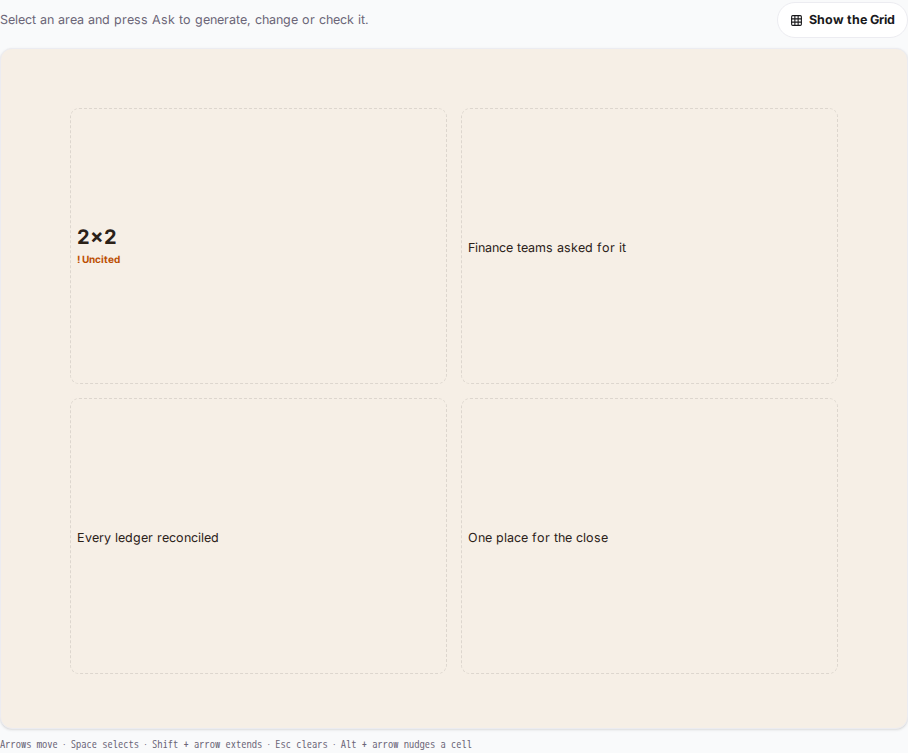 Select an area and press Ask to generate, change or check it.
Show the Grid
2×2
! Uncited
Finance teams asked for it
Every ledger reconciled
One place for the close
Arrows move · Space selects · Shift + arrow extends · Esc clears · Alt + arrow nudges a cell